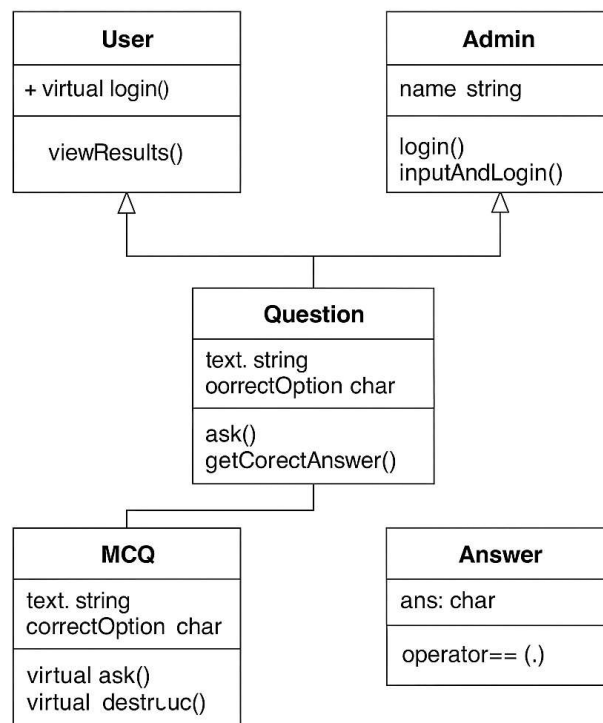 User
+ virtual login()
viewResults()
Admin
name string
login()
inputAndLogin()
Question
text. string
oorrectOption char
ask()
getCorectAnswer()
MCQ
text. string
correctOption char
virtual ask()
virtual destruuc()
Answer
ans: char
operator== (.)